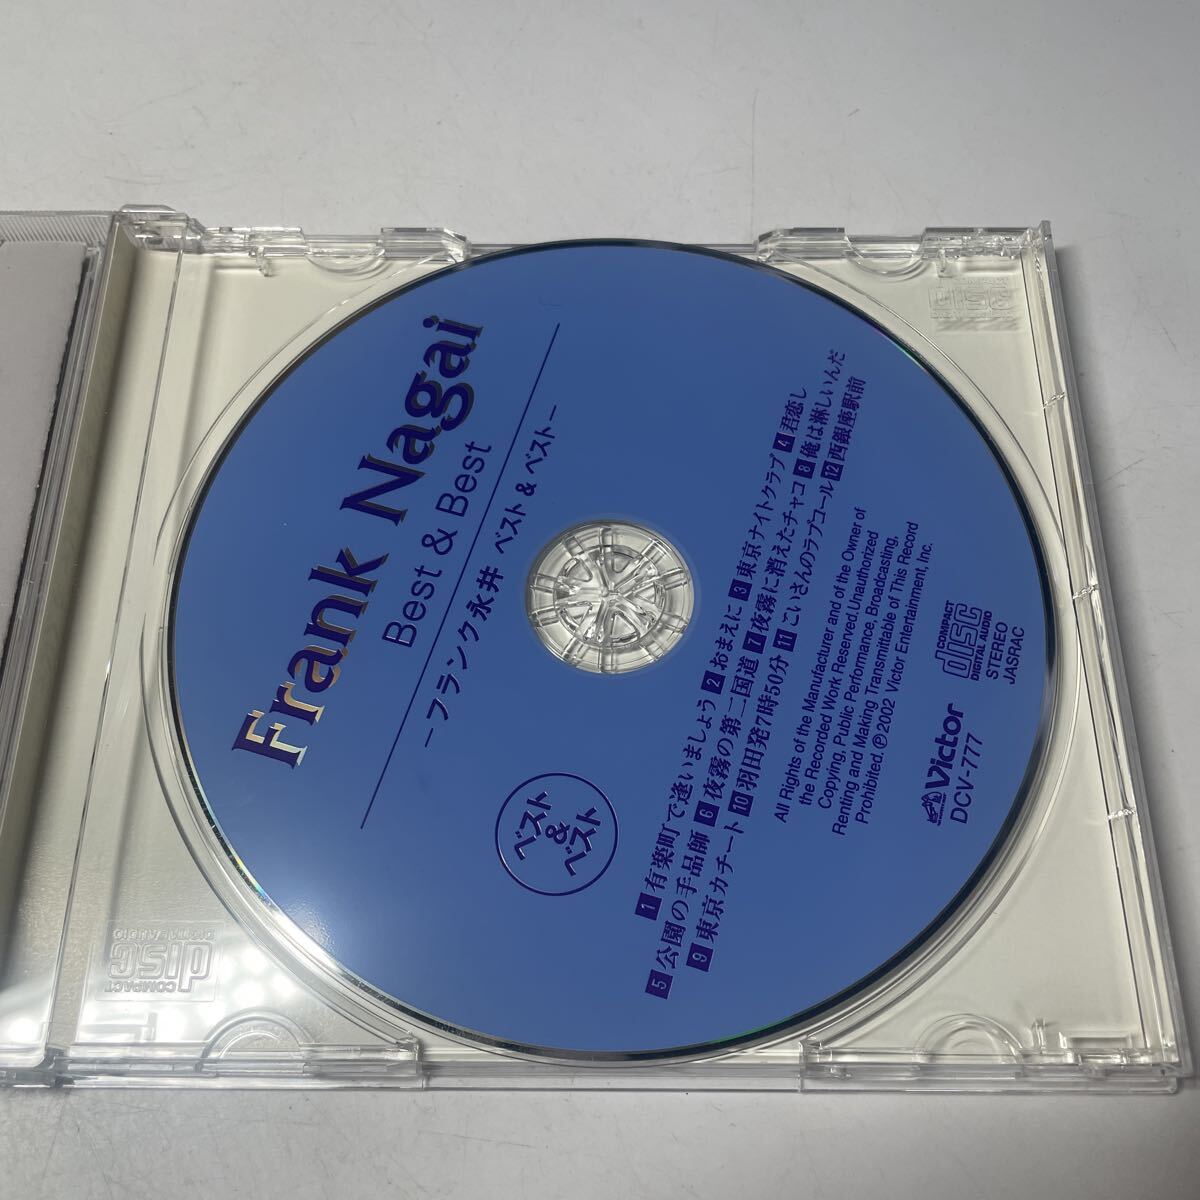 Frank Nagai
Best & Best
−フランク永井 ベスト & ベスト−
ベスト
&
ベスト
1 有楽町で逢いましょう 2 おまえに 3 東京ナイトクラブ 4 君恋し
5 公園の手品師 6 夜霧の第二国道 7 夜霧に消えたチャコ 8 俺は淋しいんだ
9 東京カチート 10 羽田発7時50分 11 こいさんのラブコール 12 西銀座駅前
All Rights of the Manufacturer and of the Owner of
the Recorded Work Reserved.Unauthorized
Copying, Public Performance, Broadcasting,
Renting and Making Transmittable of This Record
Prohibited. ℗2002 Victor Entertainment, Inc.
Victor
DCV-777
COMPACT
disc
DIGITAL AUDIO
STEREO
JASRAC
COMPACT
disc
DIGITAL AUDIO